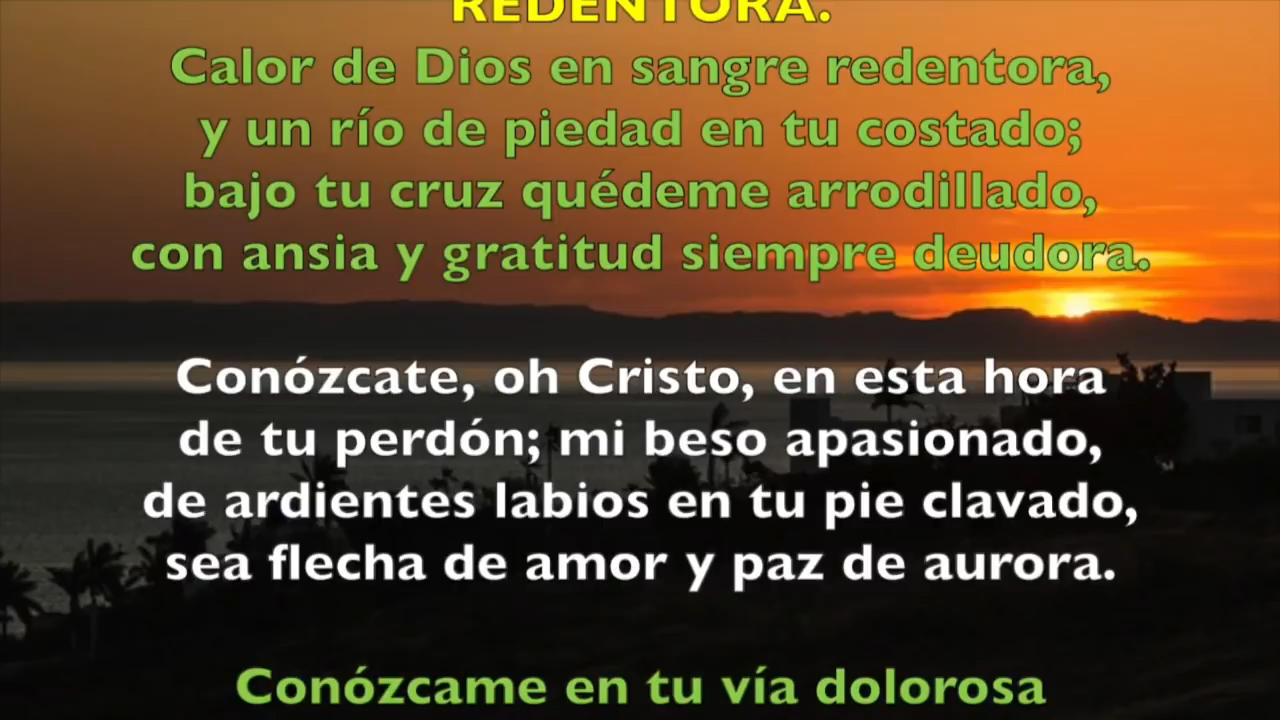 REDENTORA.
Calor de Dios en sangre redentora,
y un río de piedad en tu costado;
bajo tu cruz quédeme arrodillado,
con ansia y gratitud siempre deudora.
Conózcate, oh Cristo, en esta hora
de tu perdón; mi beso apasionado,
de ardientes labios en tu pie clavado,
sea flecha de amor y paz de aurora.
Conózcame en tu vía dolorosa